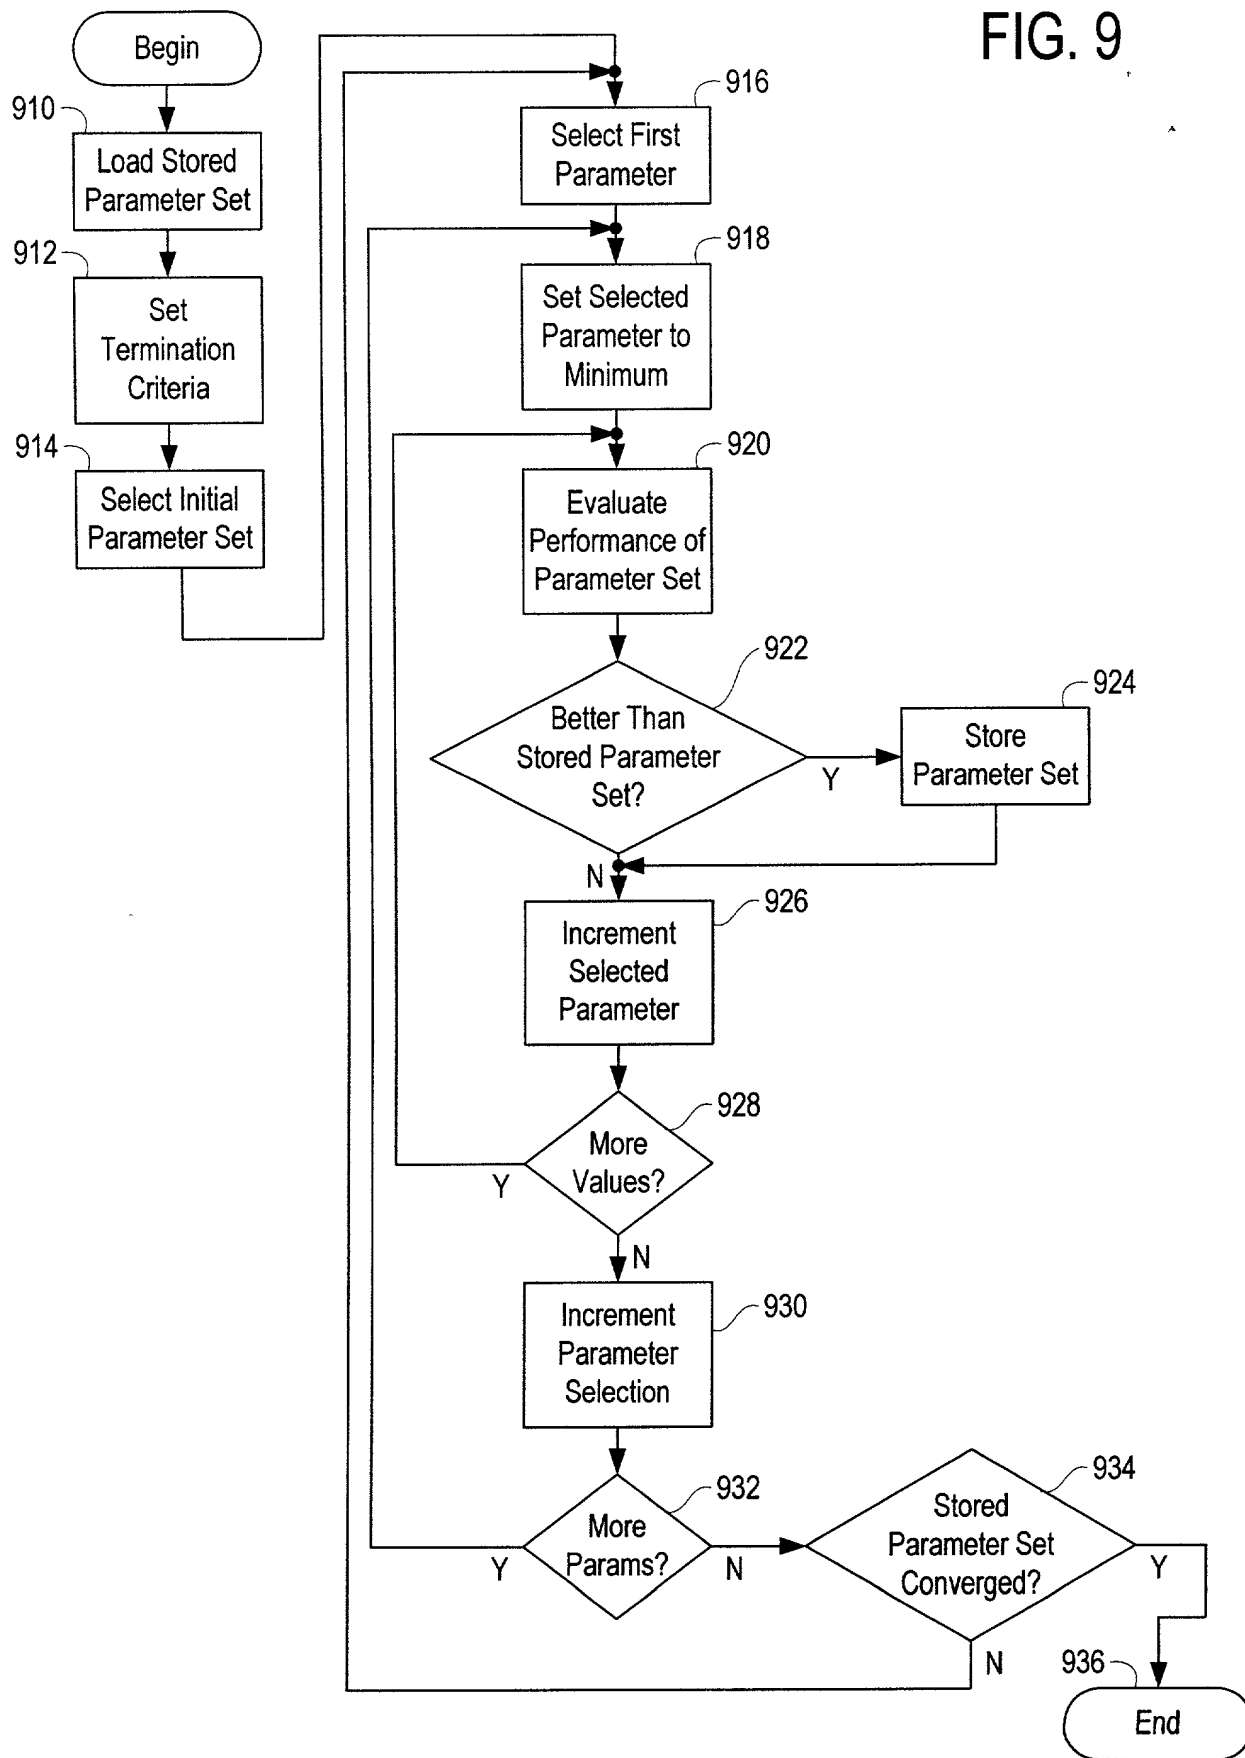 FIG. 9
Begin
910
Load Stored
Parameter Set
912
Set
Termination
Criteria
914
Select Initial
Parameter Set
916
Select First
Parameter
918
Set Selected
Parameter to
Minimum
920
Evaluate
Performance of
Parameter Set
922
Better Than
Stored Parameter
Set?
Y
924
Store
Parameter Set
N
926
Increment
Selected
Parameter
928
More
Values?
Y
N
930
Increment
Parameter
Selection
932
More
Params?
Y
N
934
Stored
Parameter Set
Converged?
Y
N
936
End